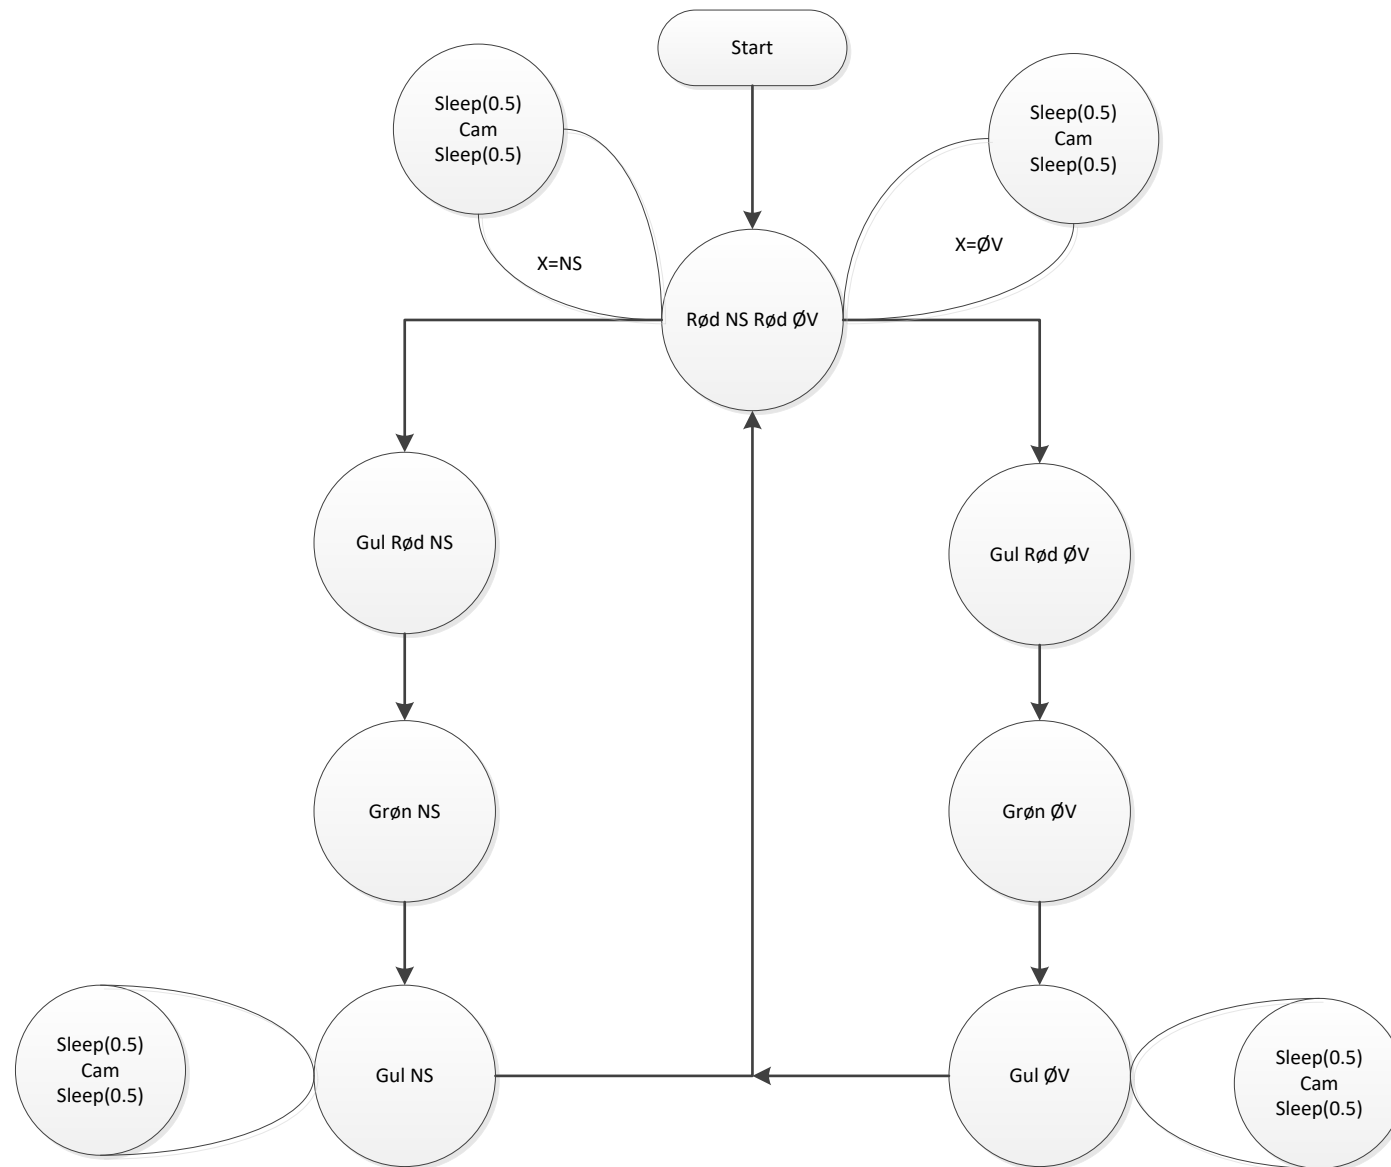 Start
Sleep(0.5)
Cam
Sleep(0.5)
Sleep(0.5)
Cam
Sleep(0.5)
X=NS
X=ØV
Rød NS Rød ØV
Gul Rød NS
Gul Rød ØV
Grøn NS
Grøn ØV
Sleep(0.5)
Cam
Sleep(0.5)
Gul NS
Gul ØV
Sleep(0.5)
Cam
Sleep(0.5)